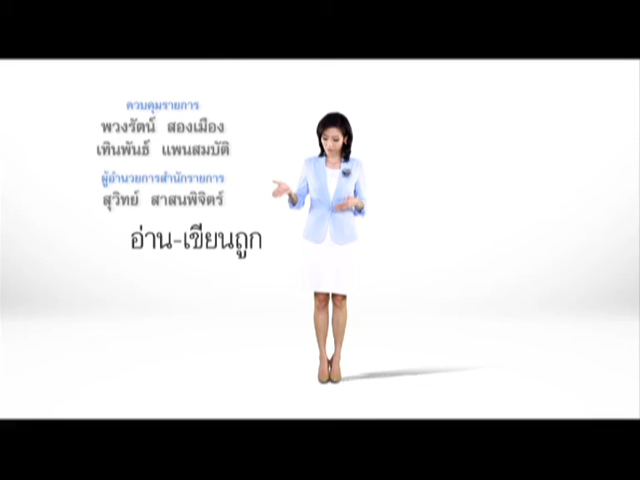 ควบคุมรายการ
พวงรัตน์ สองเมือง
เทินพันธ์ แพนสมบัติ
ผู้อำนวยการสำนักรายการ
สุวิทย์ สาสนพิจิตร์
อ่าน-เขียนถูก